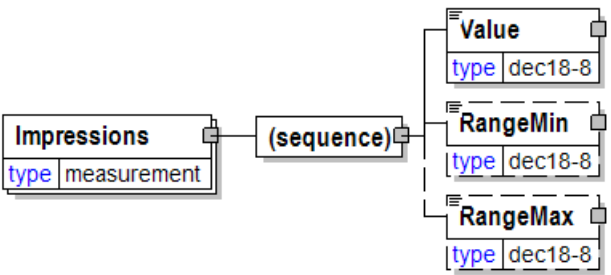 Value
type dec18-8
Impressions
type measurement
(sequence)
RangeMin
type dec18-8
RangeMax
type dec18-8